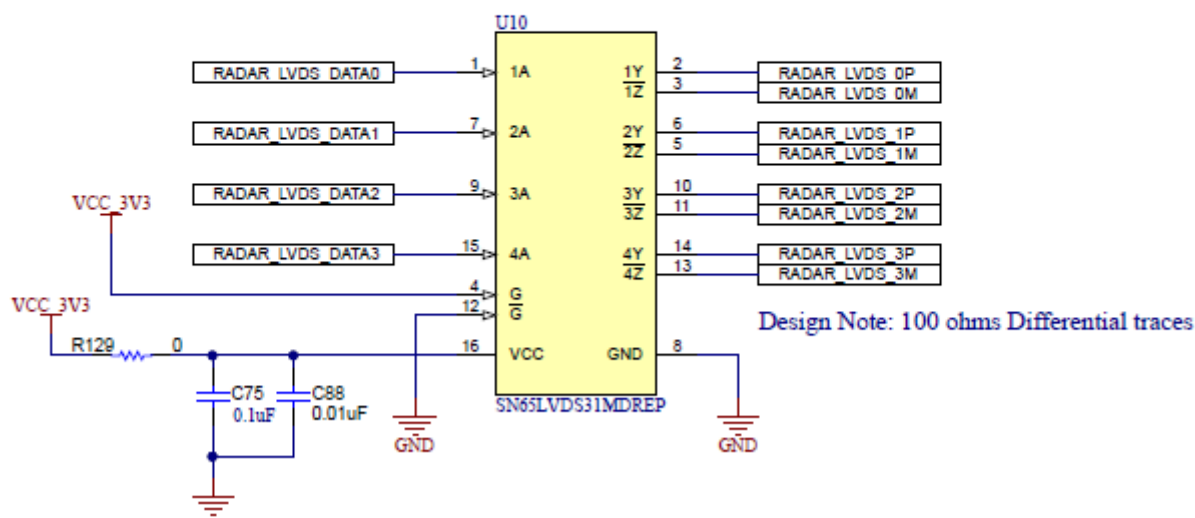 U10
RADAR_LVDS_DATA0 1 1A 1Y 2 RADAR_LVDS_0P
1Z 3 RADAR_LVDS_0M
RADAR_LVDS_DATA1 7 2A 2Y 6 RADAR_LVDS_1P
2Z 5 RADAR_LVDS_1M
RADAR_LVDS_DATA2 9 3A 3Y 10 RADAR_LVDS_2P
VCC_3V3 3Z 11 RADAR_LVDS_2M
RADAR_LVDS_DATA3 15 4A 4Y 14 RADAR_LVDS_3P
4Z 13 RADAR_LVDS_3M
4 G
VCC_3V3 12 G
Design Note: 100 ohms Differential traces
R129 0 16 VCC GND 8
C75 C88
0.1uF 0.01uF
SN65LVDS31MDREP
GND GND